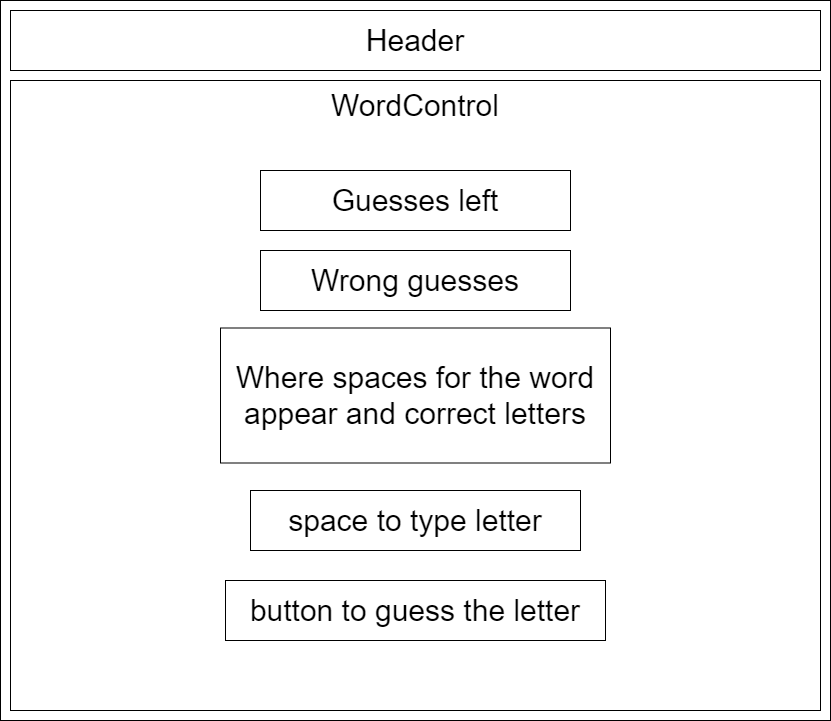 Header
WordControl
Guesses left
Wrong guesses
Where spaces for the word
appear and correct letters
space to type letter
button to guess the letter